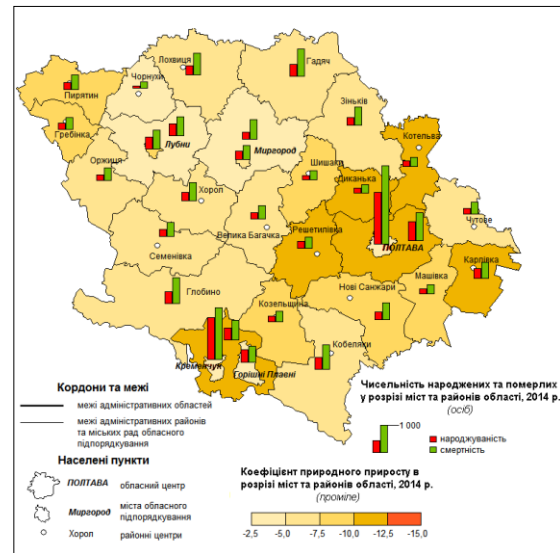 Лохвиця
Гадяч
Чорнухи
Пирятин
Зіньків
Гребінка
Лубни
Миргород
Котельва
Оржиця
Шишаки
Диканька
Хорол
Чутове
Велика Багачка
Решетилівка
ПОЛТАВА
Семенівка
Карлівка
Машівка
Нові Санжари
Глобино
Козельщина
Кобеляки
Кременчук
Горішні Плавні
Кордони та межі
межі адміністративних областей
межі адміністративних районів
та міських рад обласного
підпорядкування
Населені пункти
ПОЛТАВА
обласний центр
Миргород
міста обласного
підпорядкування
Хорол
районні центри
Чисельність народжених та померлих
у розрізі міст та районів області, 2014 р.
(осіб)
1 000
народжуваність
смертність
Коефіцієнт природного приросту в
розрізі міст та районів області, 2014 р.
(проміле)
-2,5 -5,0 -7,5 -10,0 -12,5 -15,0